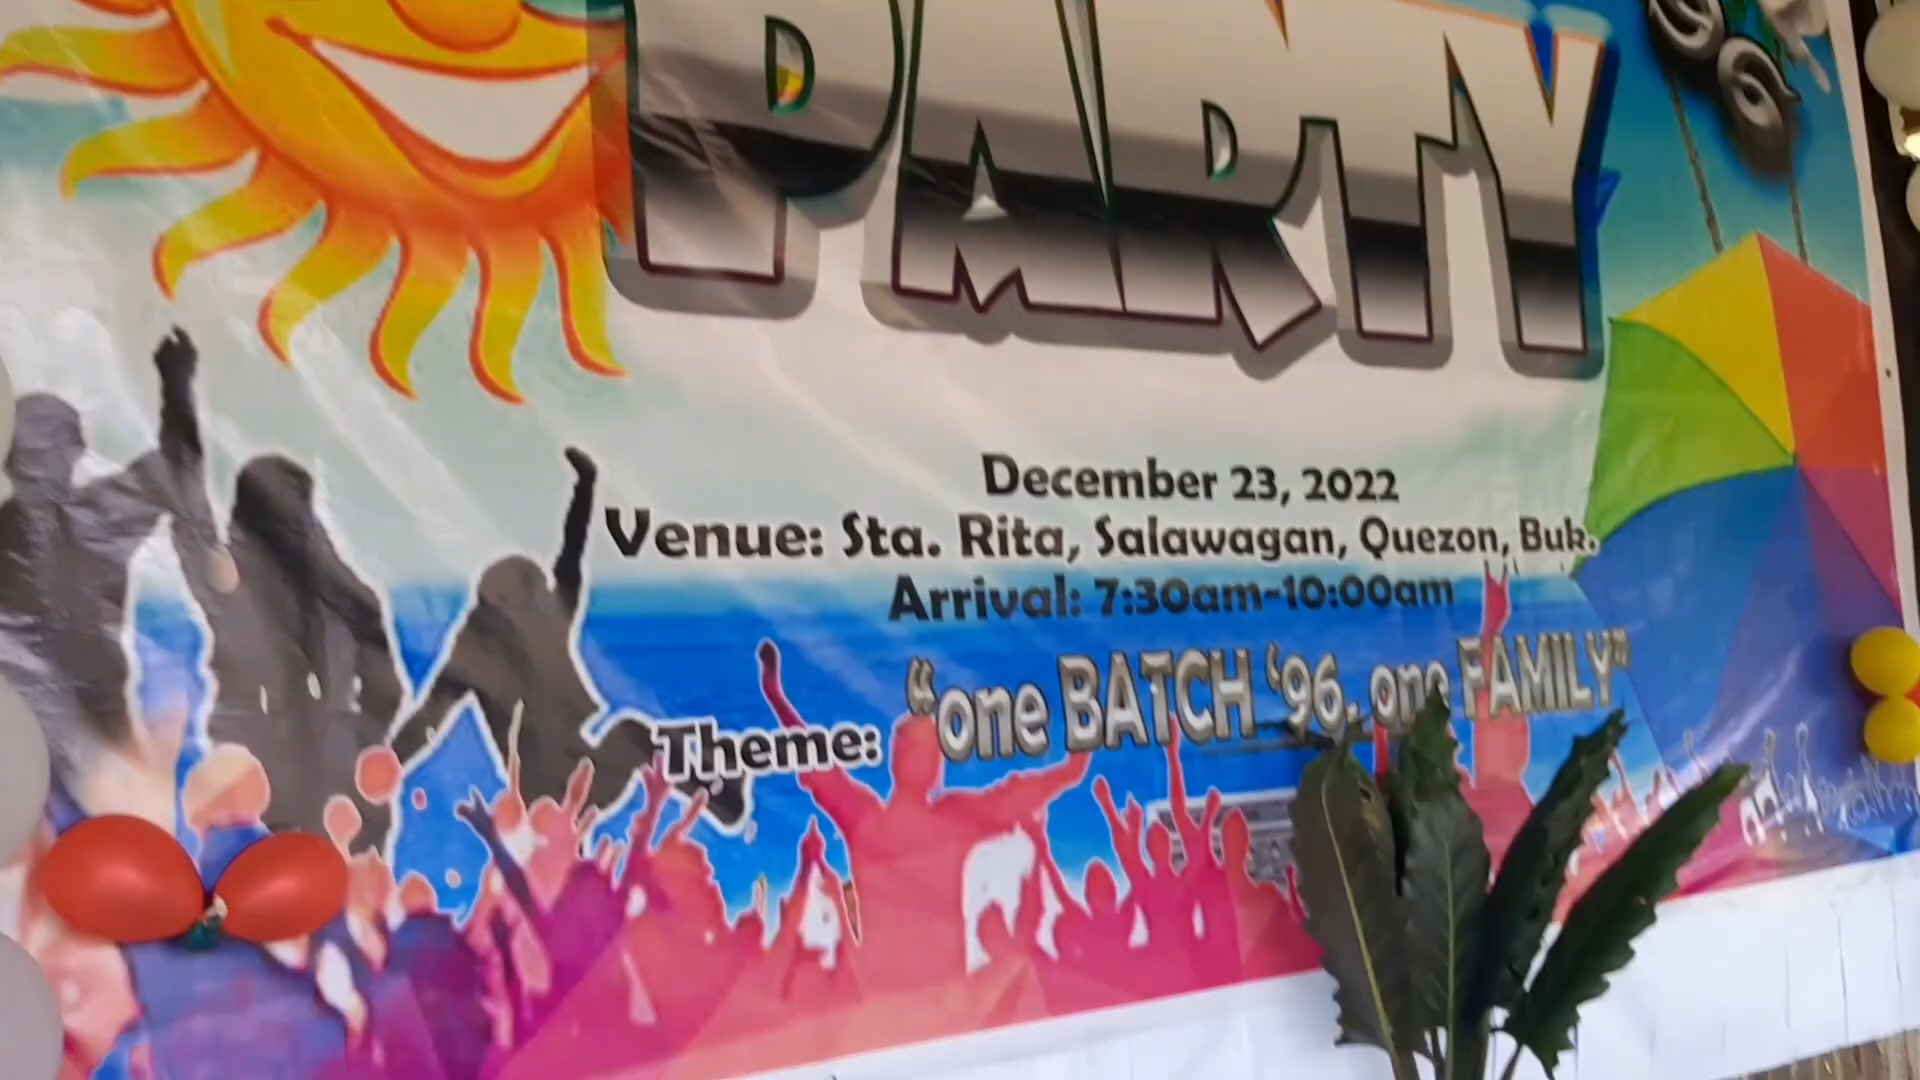 PARTY
December 23, 2022
Venue: Sta. Rita, Salawagan, Quezon, Buk.
Arrival: 7:30am-10:00am
Theme: "one BATCH '96, one FAMILY"